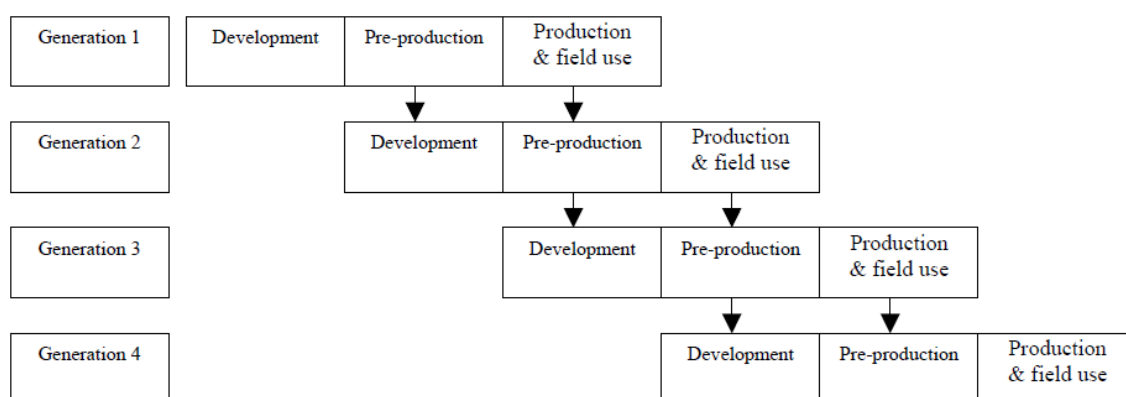 Generation 1
Development
Pre-production
Production
& field use
Generation 2
Development
Pre-production
Production
& field use
Generation 3
Development
Pre-production
Production
& field use
Generation 4
Development
Pre-production
Production
& field use